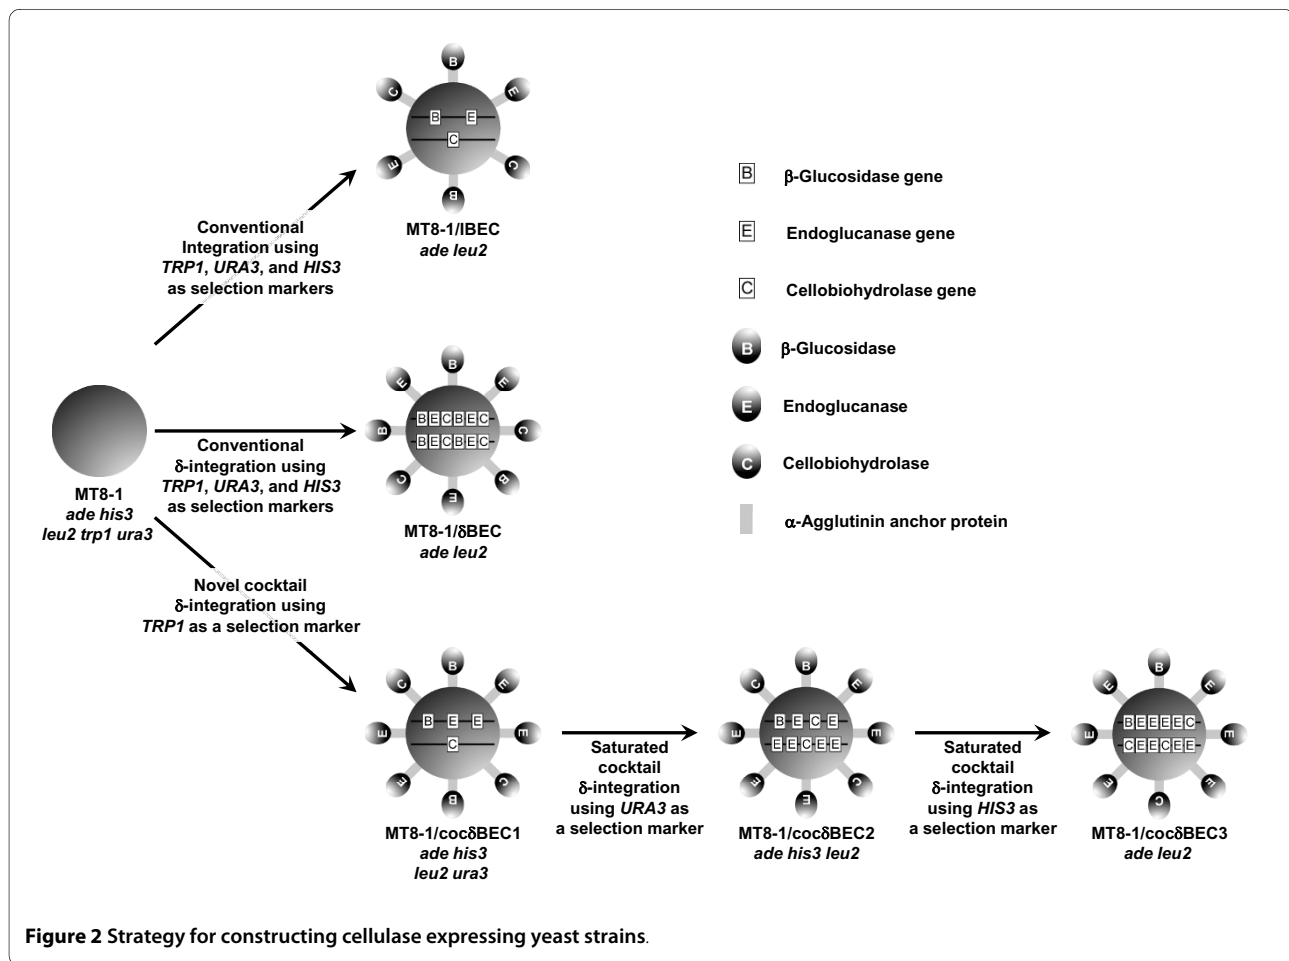 B
E
C
B
E
C
B
E
C
MT8-1/IBEC
ade leu2
Conventional
Integration using
TRP1, URA3, and HIS3
as selection markers
B
E
C
B
E
C
B
E
BECBEC
BECBEC
MT8-1/δBEC
ade leu2
MT8-1
ade his3
leu2 trp1 ura3
Conventional
δ-integration using
TRP1, URA3, and HIS3
as selection markers
Novel cocktail
δ-integration using
TRP1 as a selection marker
B
E
E
C
B
E
E
C
B E E
C
MT8-1/cocδBEC1
ade his3
leu2 ura3
Saturated
cocktail
δ-integration
using URA3 as
a selection marker
B
E
E
C
E
C
E
C
B E C E
E E C E E
MT8-1/cocδBEC2
ade his3 leu2
Saturated
cocktail
δ-integration
using HIS3 as
a selection marker
B
E
E
E
C
C
E
E
BEEEEC
CEECEE
MT8-1/cocδBEC3
ade leu2
B β-Glucosidase gene
E Endoglucanase gene
C Cellobiohydrolase gene
B β-Glucosidase
E Endoglucanase
C Cellobiohydrolase
α-Agglutinin anchor protein
Figure 2 Strategy for constructing cellulase expressing yeast strains.